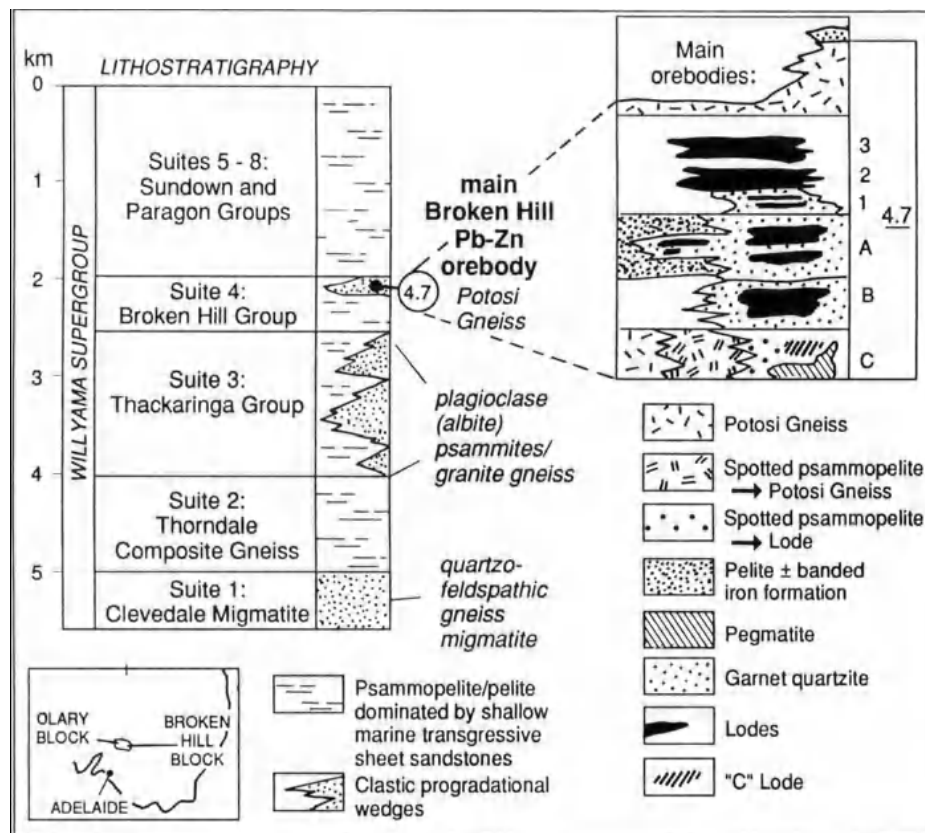 km
LITHOSTRATIGRAPHY
0
1
2
3
4
5
WILLYAMA SUPERGROUP
Suites 5 - 8:
Sundown and
Paragon Groups
Suite 4:
Broken Hill Group
Suite 3:
Thackaringa Group
Suite 2:
Thorndale
Composite Gneiss
Suite 1:
Clevedale Migmatite
main
Broken Hill
Pb-Zn
orebody
4.7
Potosi
Gneiss
plagioclase
(albite)
psammites/
granite gneiss
quartzo-
feldspathic
gneiss
migmatite
Main
orebodies:
3
2
1
A
B
C
4.7
Potosi Gneiss
Spotted psammopelite
→ Potosi Gneiss
Spotted psammopelite
→ Lode
Pelite ± banded
iron formation
Pegmatite
Garnet quartzite
Lodes
"C" Lode
OLARY
BLOCK
BROKEN
HILL
BLOCK
ADELAIDE
Psammopelite/pelite
dominated by shallow
marine transgressive
sheet sandstones
Clastic progradational
wedges